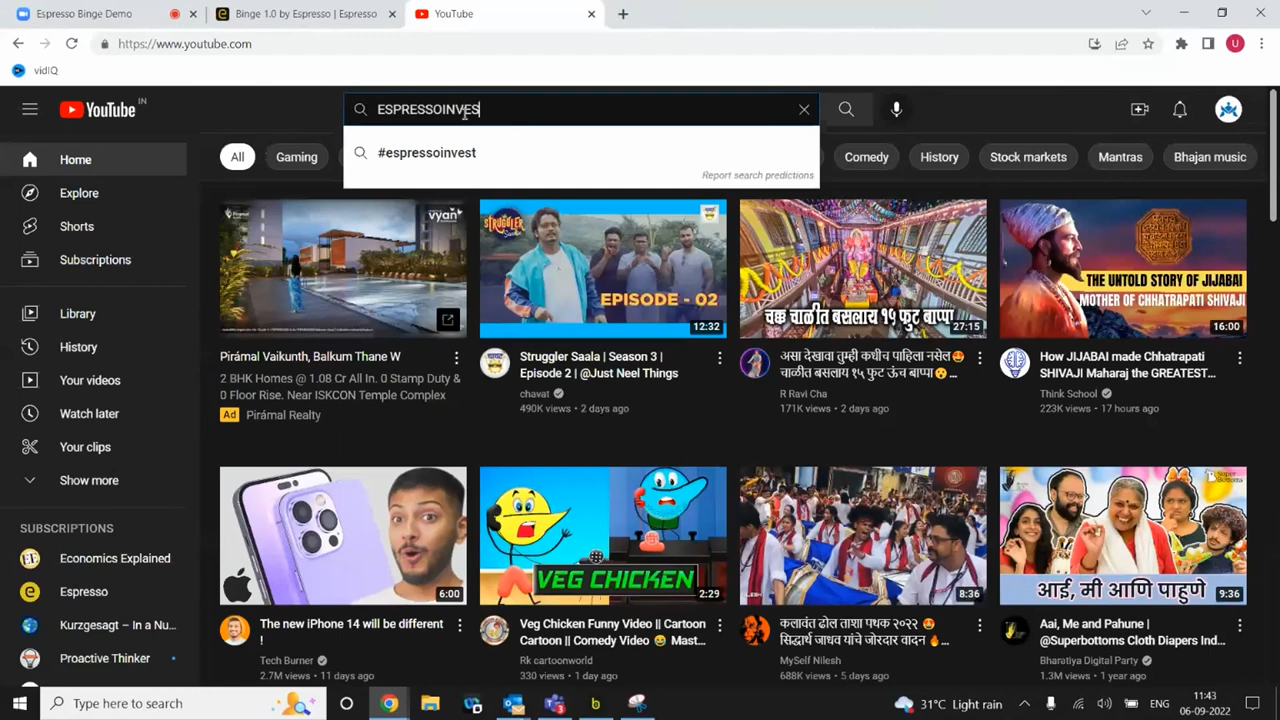 Espresso Binge Demo
Binge 1.0 by Espresso | Espresso
YouTube
https://www.youtube.com
U
vidIQ
YouTube IN
ESPRESSOINVES
#espressoinvest
Report search predictions
All
Gaming
Comedy
History
Stock markets
Mantras
Bhajan music
Home
Explore
Shorts
Subscriptions
Library
History
Your videos
Watch later
Your clips
Show more
SUBSCRIPTIONS
Economics Explained
Espresso
Kurzgesagt – In a Nu...
Proactive Thinker
Piramal Realty
vyan
Pirámal Vaikunth, Balkum Thane W
2 BHK Homes @ 1.08 Cr All In. 0 Stamp Duty &
0 Floor Rise. Near ISKCON Temple Complex
Ad Pirámal Realty
STRUGGLER
EPISODE - 02
12:32
Struggler Saala | Season 3 |
Episode 2 | @Just Neel Things
chavat
490K views • 2 days ago
चक्क चाळीत बसलाय १५ फुट बाप्पा
27:15
असा देखावा तुम्ही कधीच पाहिला नसेल🤩
चाळीत बसलाय १५ फुट ऊंच बाप्पा😮...
R Ravi Cha
171K views • 2 days ago
THE UNTOLD STORY OF JIJABAI
MOTHER OF CHHATRAPATI SHIVAJI
16:00
How JIJABAI made Chhatrapati
SHIVAJI Maharaj the GREATEST...
Think School
223K views • 17 hours ago
6:00
The new iPhone 14 will be different
!
Tech Burner
2.7M views • 11 days ago
VEG CHICKEN
2:29
Veg Chicken Funny Video || Cartoon
Cartoon || Comedy Video 😂 Mast...
Rk cartoonworld
330 views • 1 day ago
8:36
कलावंत ढोल ताशा पथक २०२२ 🤩
सिद्धार्थ जाधव यांचे जोरदार वादन 🔥...
MySelf Nilesh
688K views • 5 days ago
Super Bottoms
आई, मी आणि पाहुणे
9:36
Aai, Me and Pahune |
@Superbottoms Cloth Diapers Ind...
Bharatiya Digital Party
1.3M views • 1 year ago
Type here to search
31°C Light rain
ENG
11:43
06-09-2022